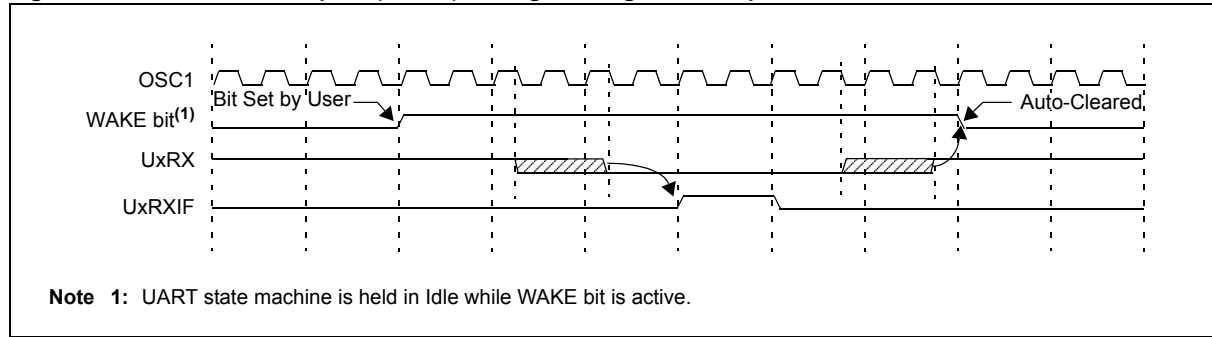 OSC1
Bit Set by User
Auto-Cleared
WAKE bit(1)
UxRX
UxRXIF
Note 1: UART state machine is held in Idle while WAKE bit is active.